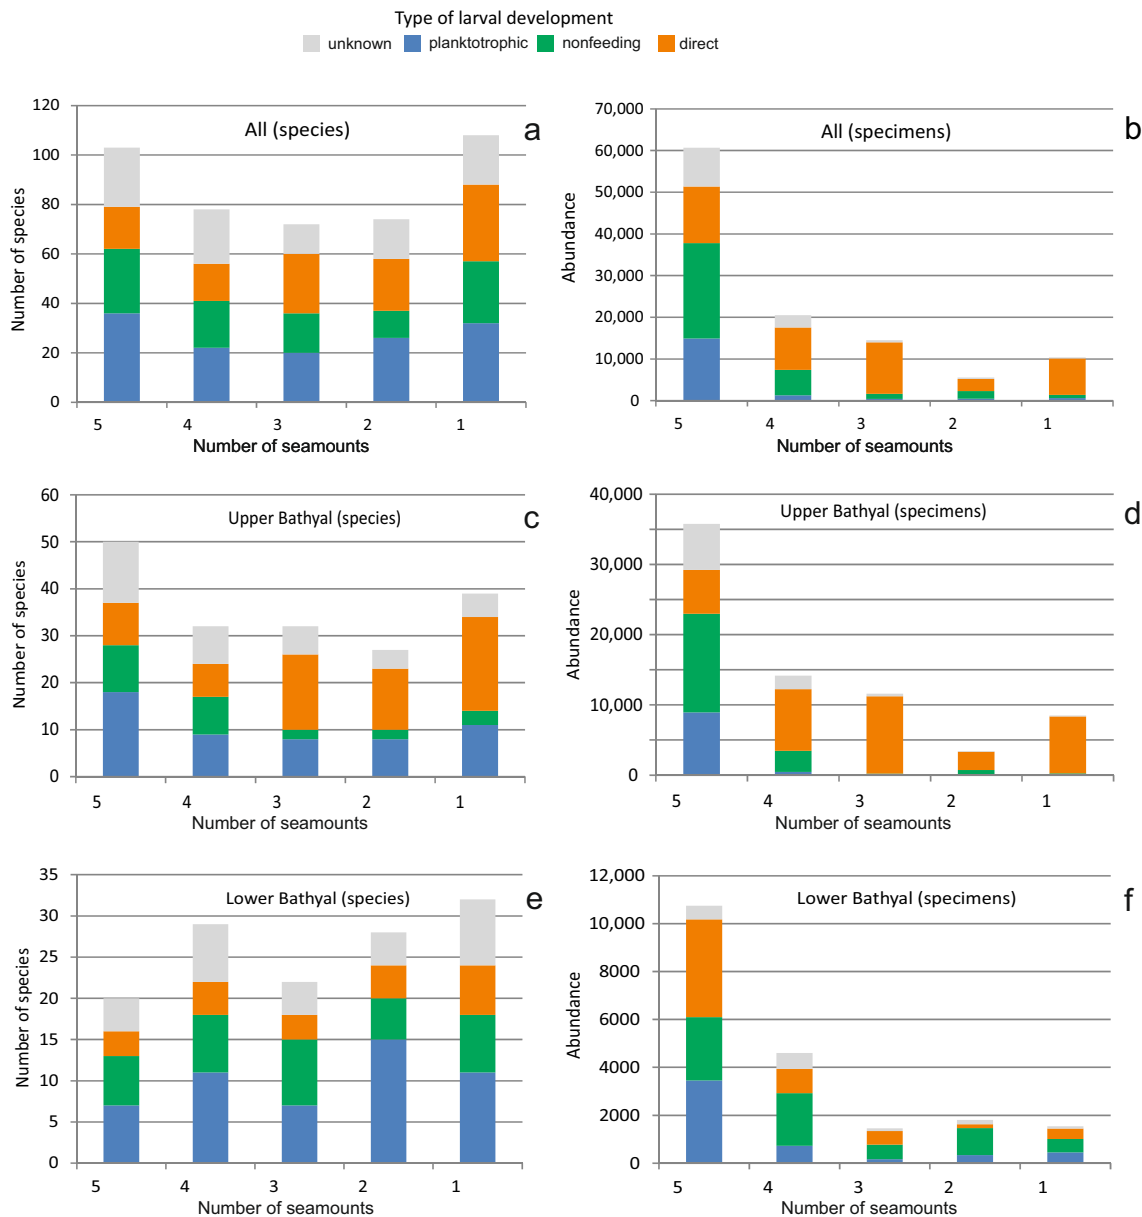 Type of larval development
unknown planktotrophic nonfeeding direct
All (species)
a
Number of species
120
100
80
60
40
20
0
5 4 3 2 1
Number of seamounts
All (specimens)
b
Abundance
70,000
60,000
50,000
40,000
30,000
20,000
10,000
0
5 4 3 2 1
Number of seamounts
Upper Bathyal (species)
c
Number of species
60
50
40
30
20
10
0
5 4 3 2 1
Number of seamounts
Upper Bathyal (specimens)
d
Abundance
40,000
30,000
20,000
10,000
0
5 4 3 2 1
Number of seamounts
Lower Bathyal (species)
e
Number of species
35
30
25
20
15
10
5
0
5 4 3 2 1
Number of seamounts
Lower Bathyal (specimens)
f
Abundance
12,000
10,000
8000
6000
4000
2000
0
5 4 3 2 1
Number of seamounts